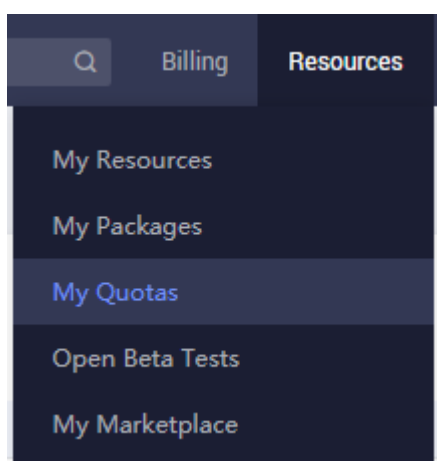 Billing Resources
My Resources
My Packages
My Quotas
Open Beta Tests
My Marketplace